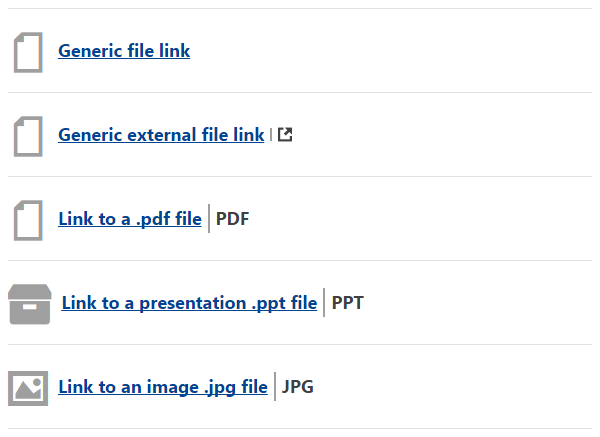 Generic file link
Generic external file link
Link to a .pdf file | PDF
Link to a presentation .ppt file | PPT
Link to an image .jpg file | JPG